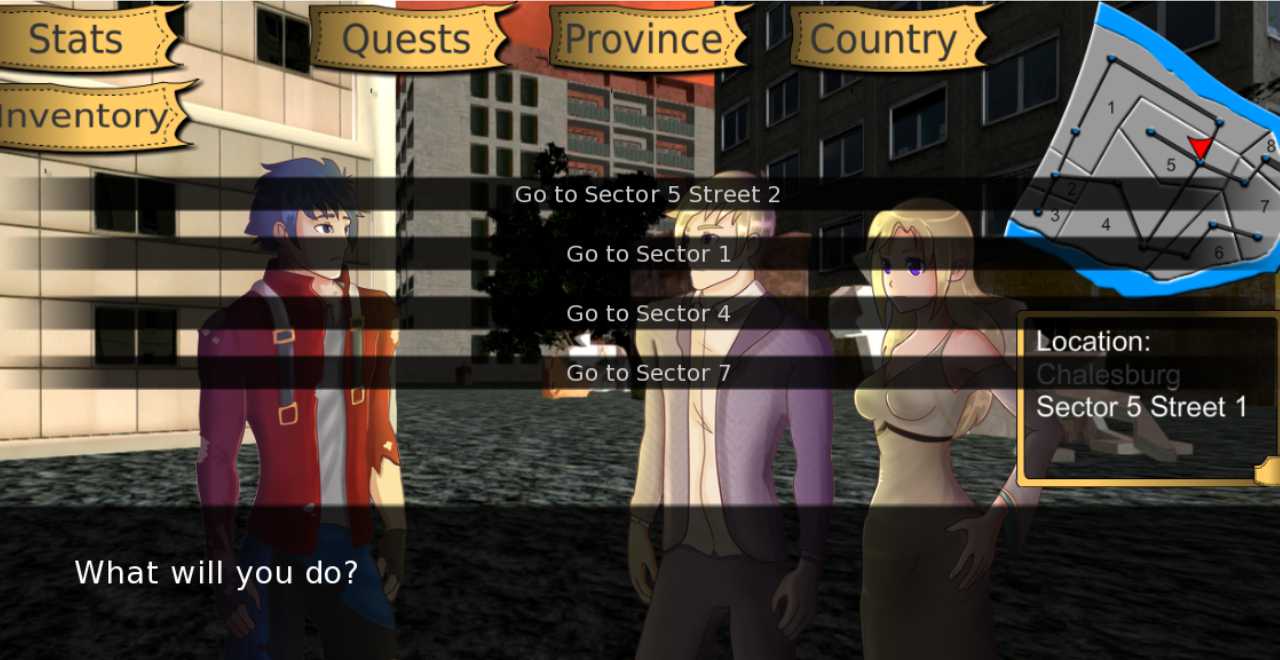 Stats
Quests
Province
Country
Inventory
1
8
5
2
7
3
4
6
Go to Sector 5 Street 2
Go to Sector 1
Go to Sector 4
Go to Sector 7
Location:
Chalesburg
Sector 5 Street 1
What will you do?